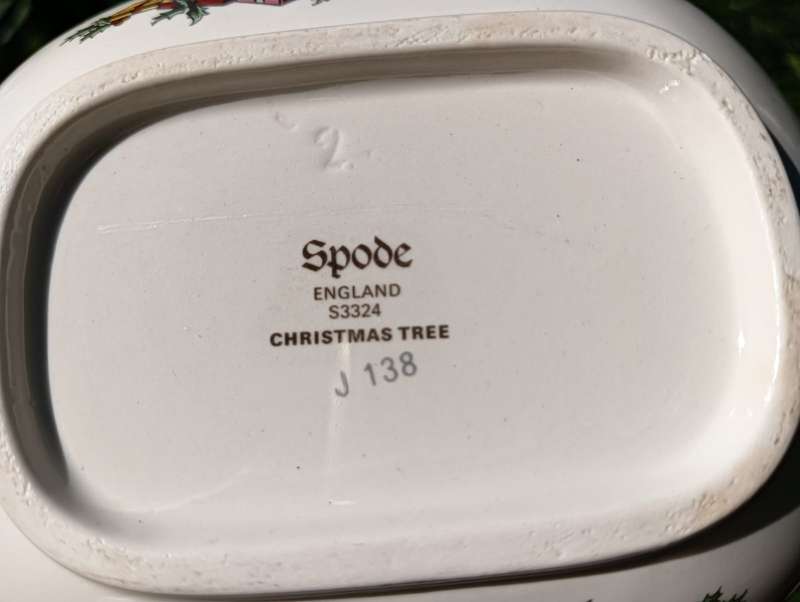 2
Spode
ENGLAND
S3324
CHRISTMAS TREE
J 138